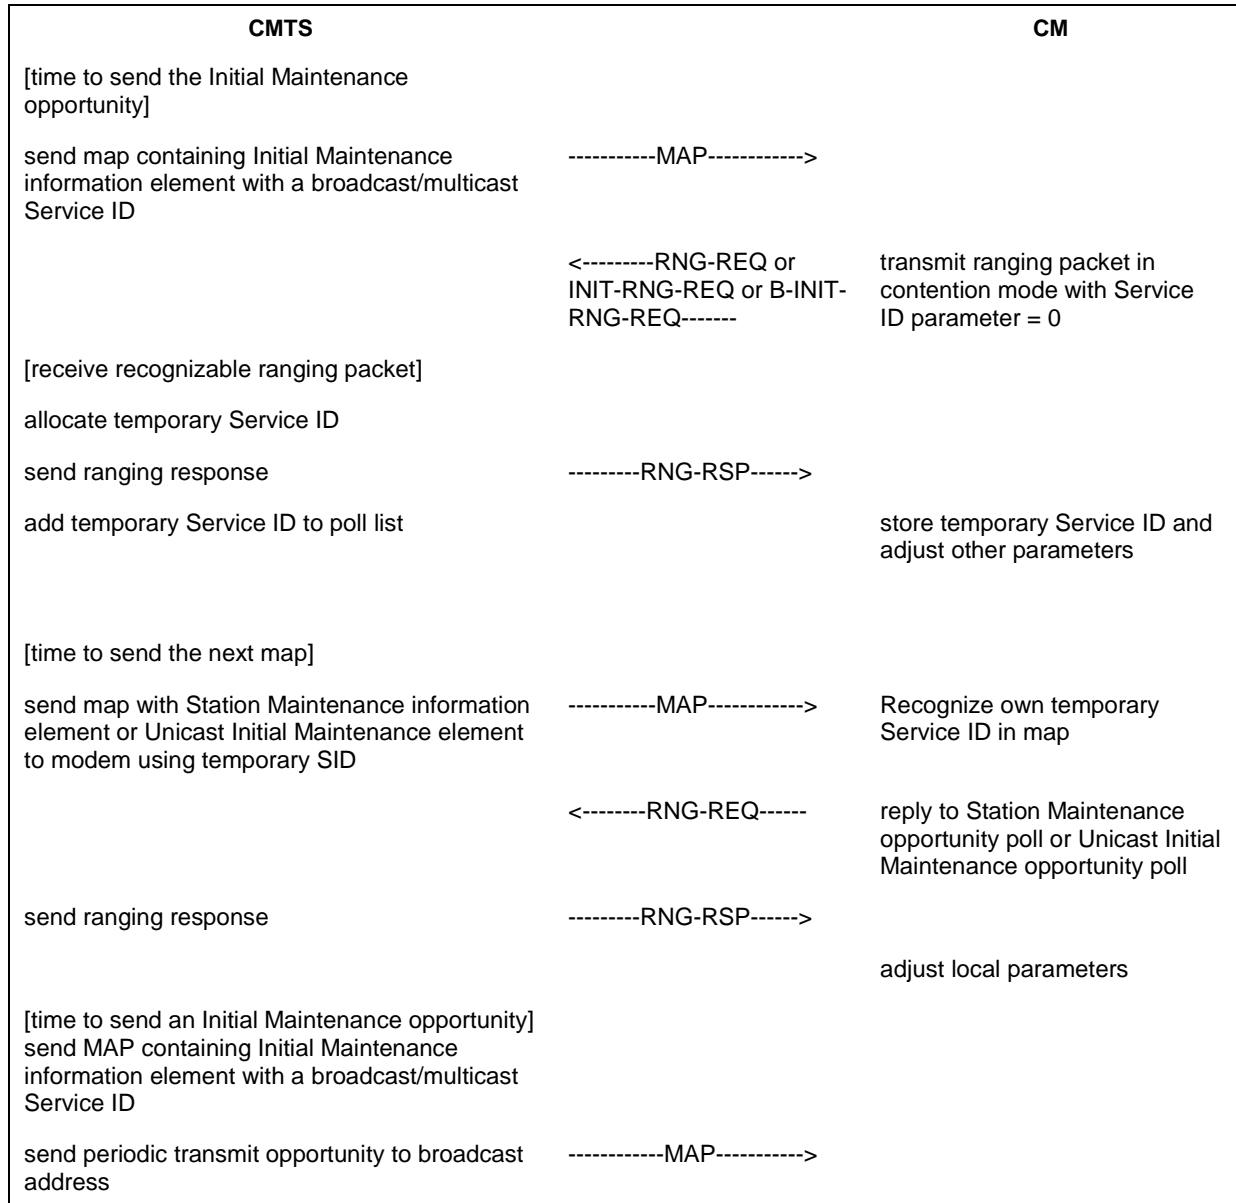 CMTS CM
[time to send the Initial Maintenance
opportunity]
send map containing Initial Maintenance
information element with a broadcast/multicast
Service ID
-----------MAP------------>
<---------RNG-REQ or
INIT-RNG-REQ or B-INIT-
RNG-REQ-------
transmit ranging packet in
contention mode with Service
ID parameter = 0
[receive recognizable ranging packet]
allocate temporary Service ID
send ranging response
---------RNG-RSP------>
add temporary Service ID to poll list
store temporary Service ID and
adjust other parameters
[time to send the next map]
send map with Station Maintenance information
element or Unicast Initial Maintenance element
to modem using temporary SID
-----------MAP------------>
Recognize own temporary
Service ID in map
<--------RNG-REQ------
reply to Station Maintenance
opportunity poll or Unicast Initial
Maintenance opportunity poll
send ranging response
---------RNG-RSP------>
adjust local parameters
[time to send an Initial Maintenance opportunity]
send MAP containing Initial Maintenance
information element with a broadcast/multicast
Service ID
send periodic transmit opportunity to broadcast
address
------------MAP----------->